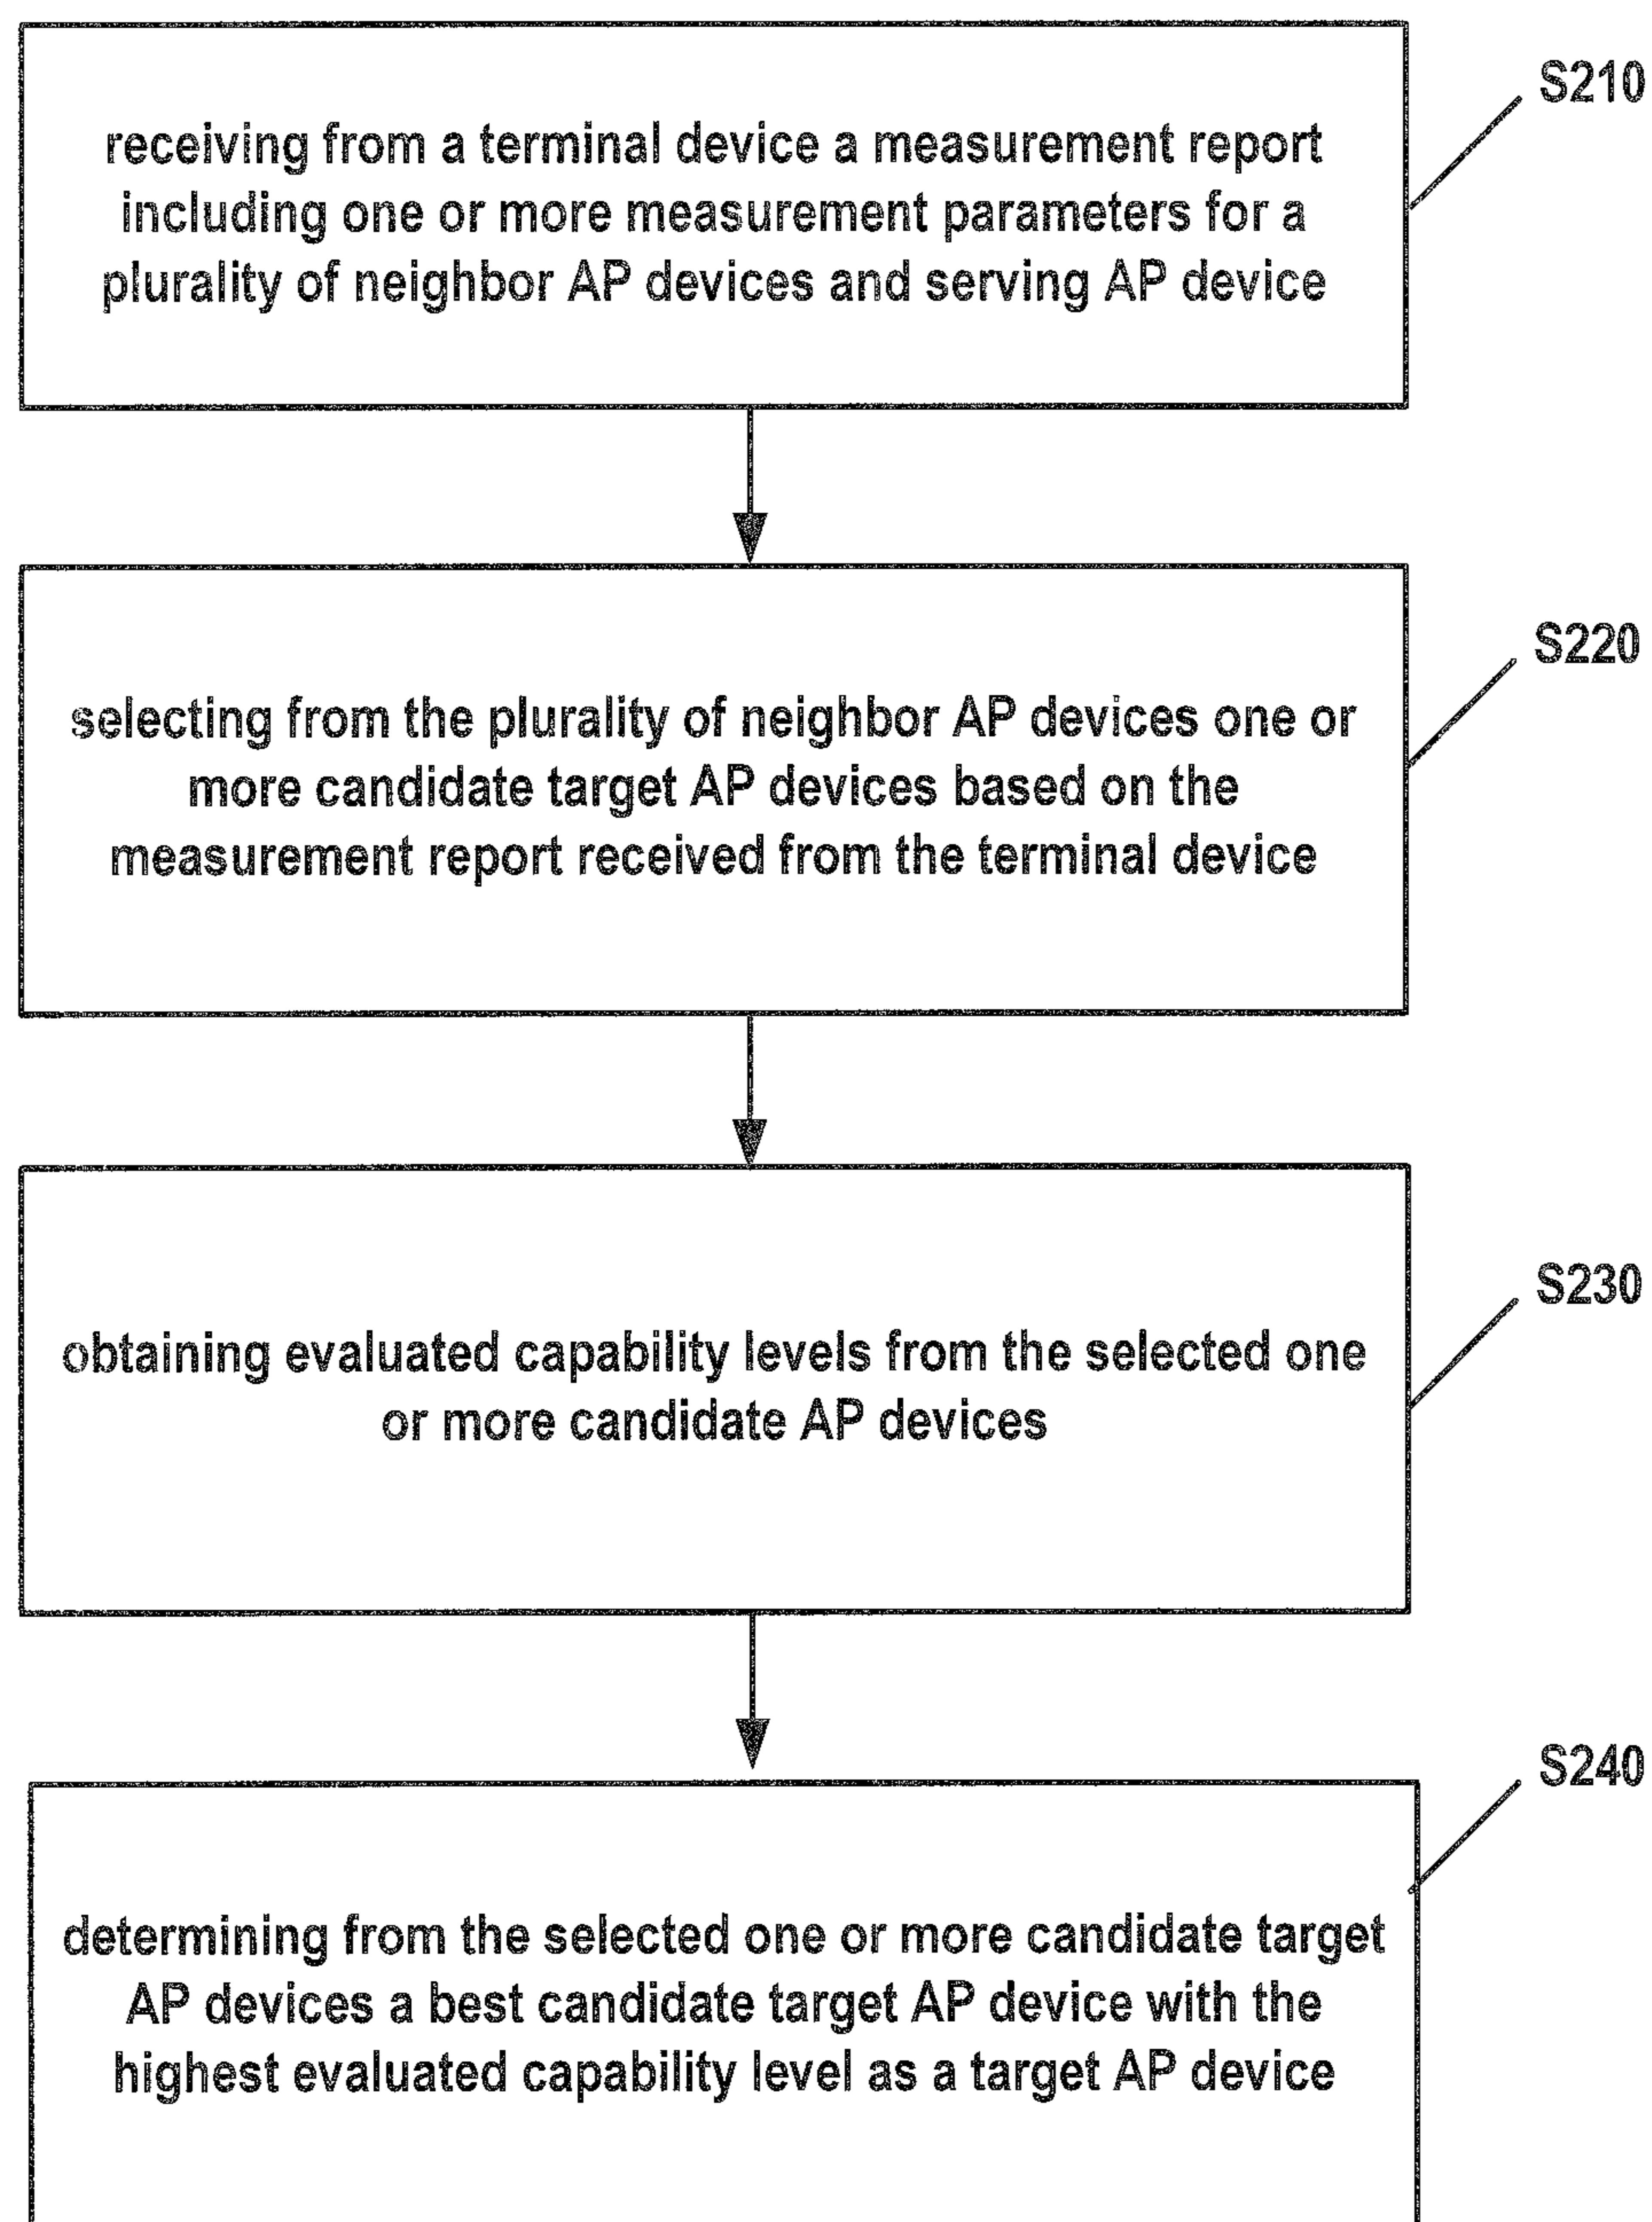 S210
receiving from a terminal device a measurement report
including one or more measurement parameters for a
plurality of neighbor AP devices and serving AP device
S220
selecting from the plurality of neighbor AP devices one or
more candidate target AP devices based on the
measurement report received from the terminal device
S230
obtaining evaluated capability levels from the selected one
or more candidate AP devices
S240
determining from the selected one or more candidate target
AP devices a best candidate target AP device with the
highest evaluated capability level as a target AP device